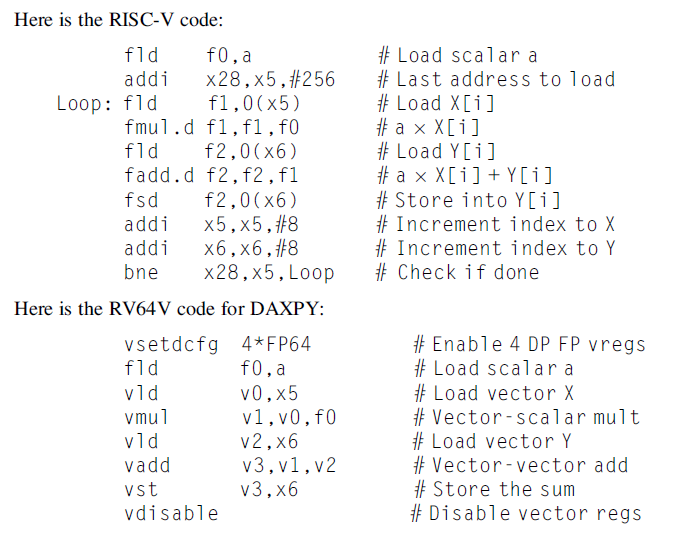 Here is the RISC-V code:
fld f0,a # Load scalar a
addi x28,x5,#256 # Last address to load
Loop: fld f1,0(x5) # Load X[i]
fmul.d f1,f1,f0 # a × X[i]
fld f2,0(x6) # Load Y[i]
fadd.d f2,f2,f1 # a × X[i] + Y[i]
fsd f2,0(x6) # Store into Y[i]
addi x5,x5,#8 # Increment index to X
addi x6,x6,#8 # Increment index to Y
bne x28,x5,Loop # Check if done
Here is the RV64V code for DAXPY:
vsetdcfg 4*FP64 # Enable 4 DP FP vregs
fld f0,a # Load scalar a
vld v0,x5 # Load vector X
vmul v1,v0,f0 # Vector-scalar mult
vld v2,x6 # Load vector Y
vadd v3,v1,v2 # Vector-vector add
vst v3,x6 # Store the sum
vdisable # Disable vector regs